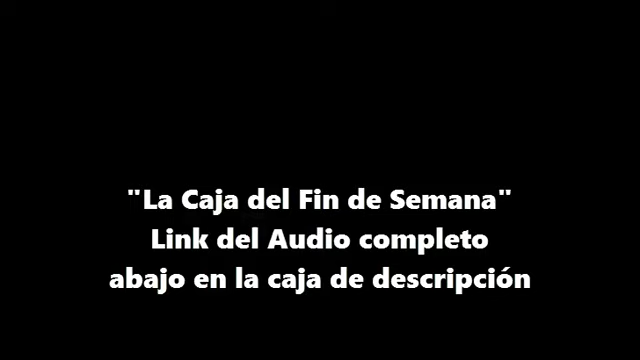 "La Caja del Fin de Semana"
Link del Audio completo
abajo en la caja de descripción